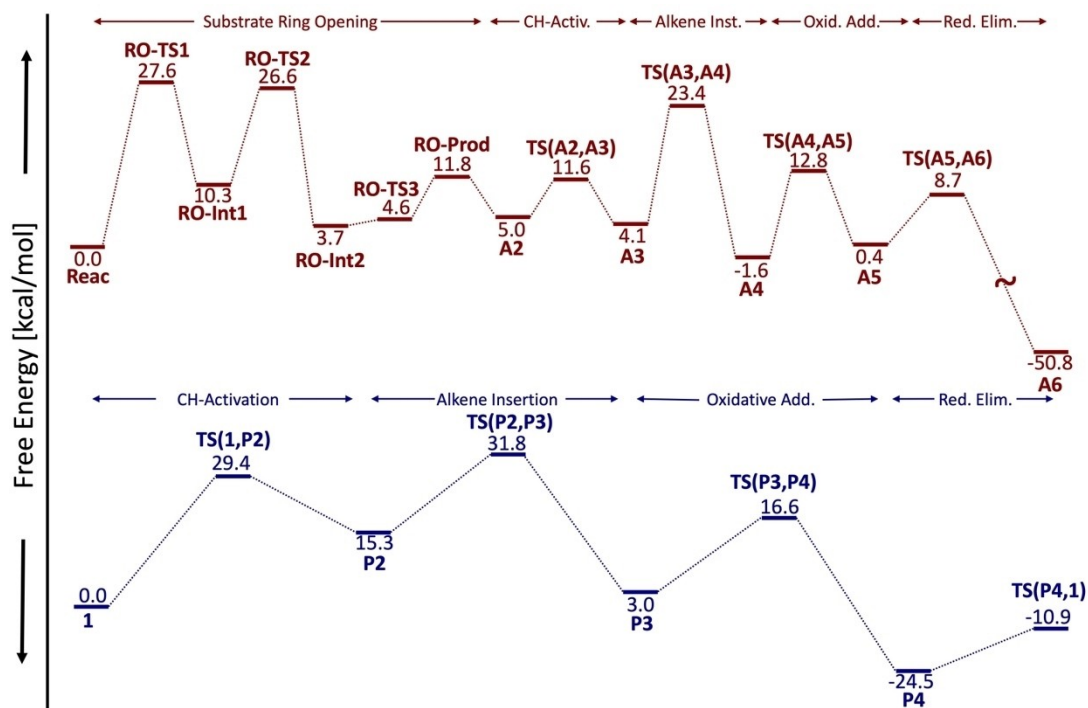 Substrate Ring Opening
CH-Activ.
Alkene Inst.
Oxid. Add.
Red. Elim.
RO-TS1
27.6
RO-TS2
26.6
TS(A3,A4)
23.4
RO-Prod
11.8
TS(A2,A3)
11.6
TS(A4,A5)
12.8
TS(A5,A6)
8.7
10.3
RO-Int1
RO-TS3
4.6
3.7
RO-Int2
5.0
A2
4.1
A3
0.0
Reac
-1.6
A4
0.4
A5
~
-50.8
A6
Free Energy [kcal/mol]
CH-Activation
Alkene Insertion
Oxidative Add.
Red. Elim.
TS(1,P2)
29.4
TS(P2,P3)
31.8
TS(P3,P4)
16.6
15.3
P2
0.0
1
3.0
P3
TS(P4,1)
-10.9
-24.5
P4